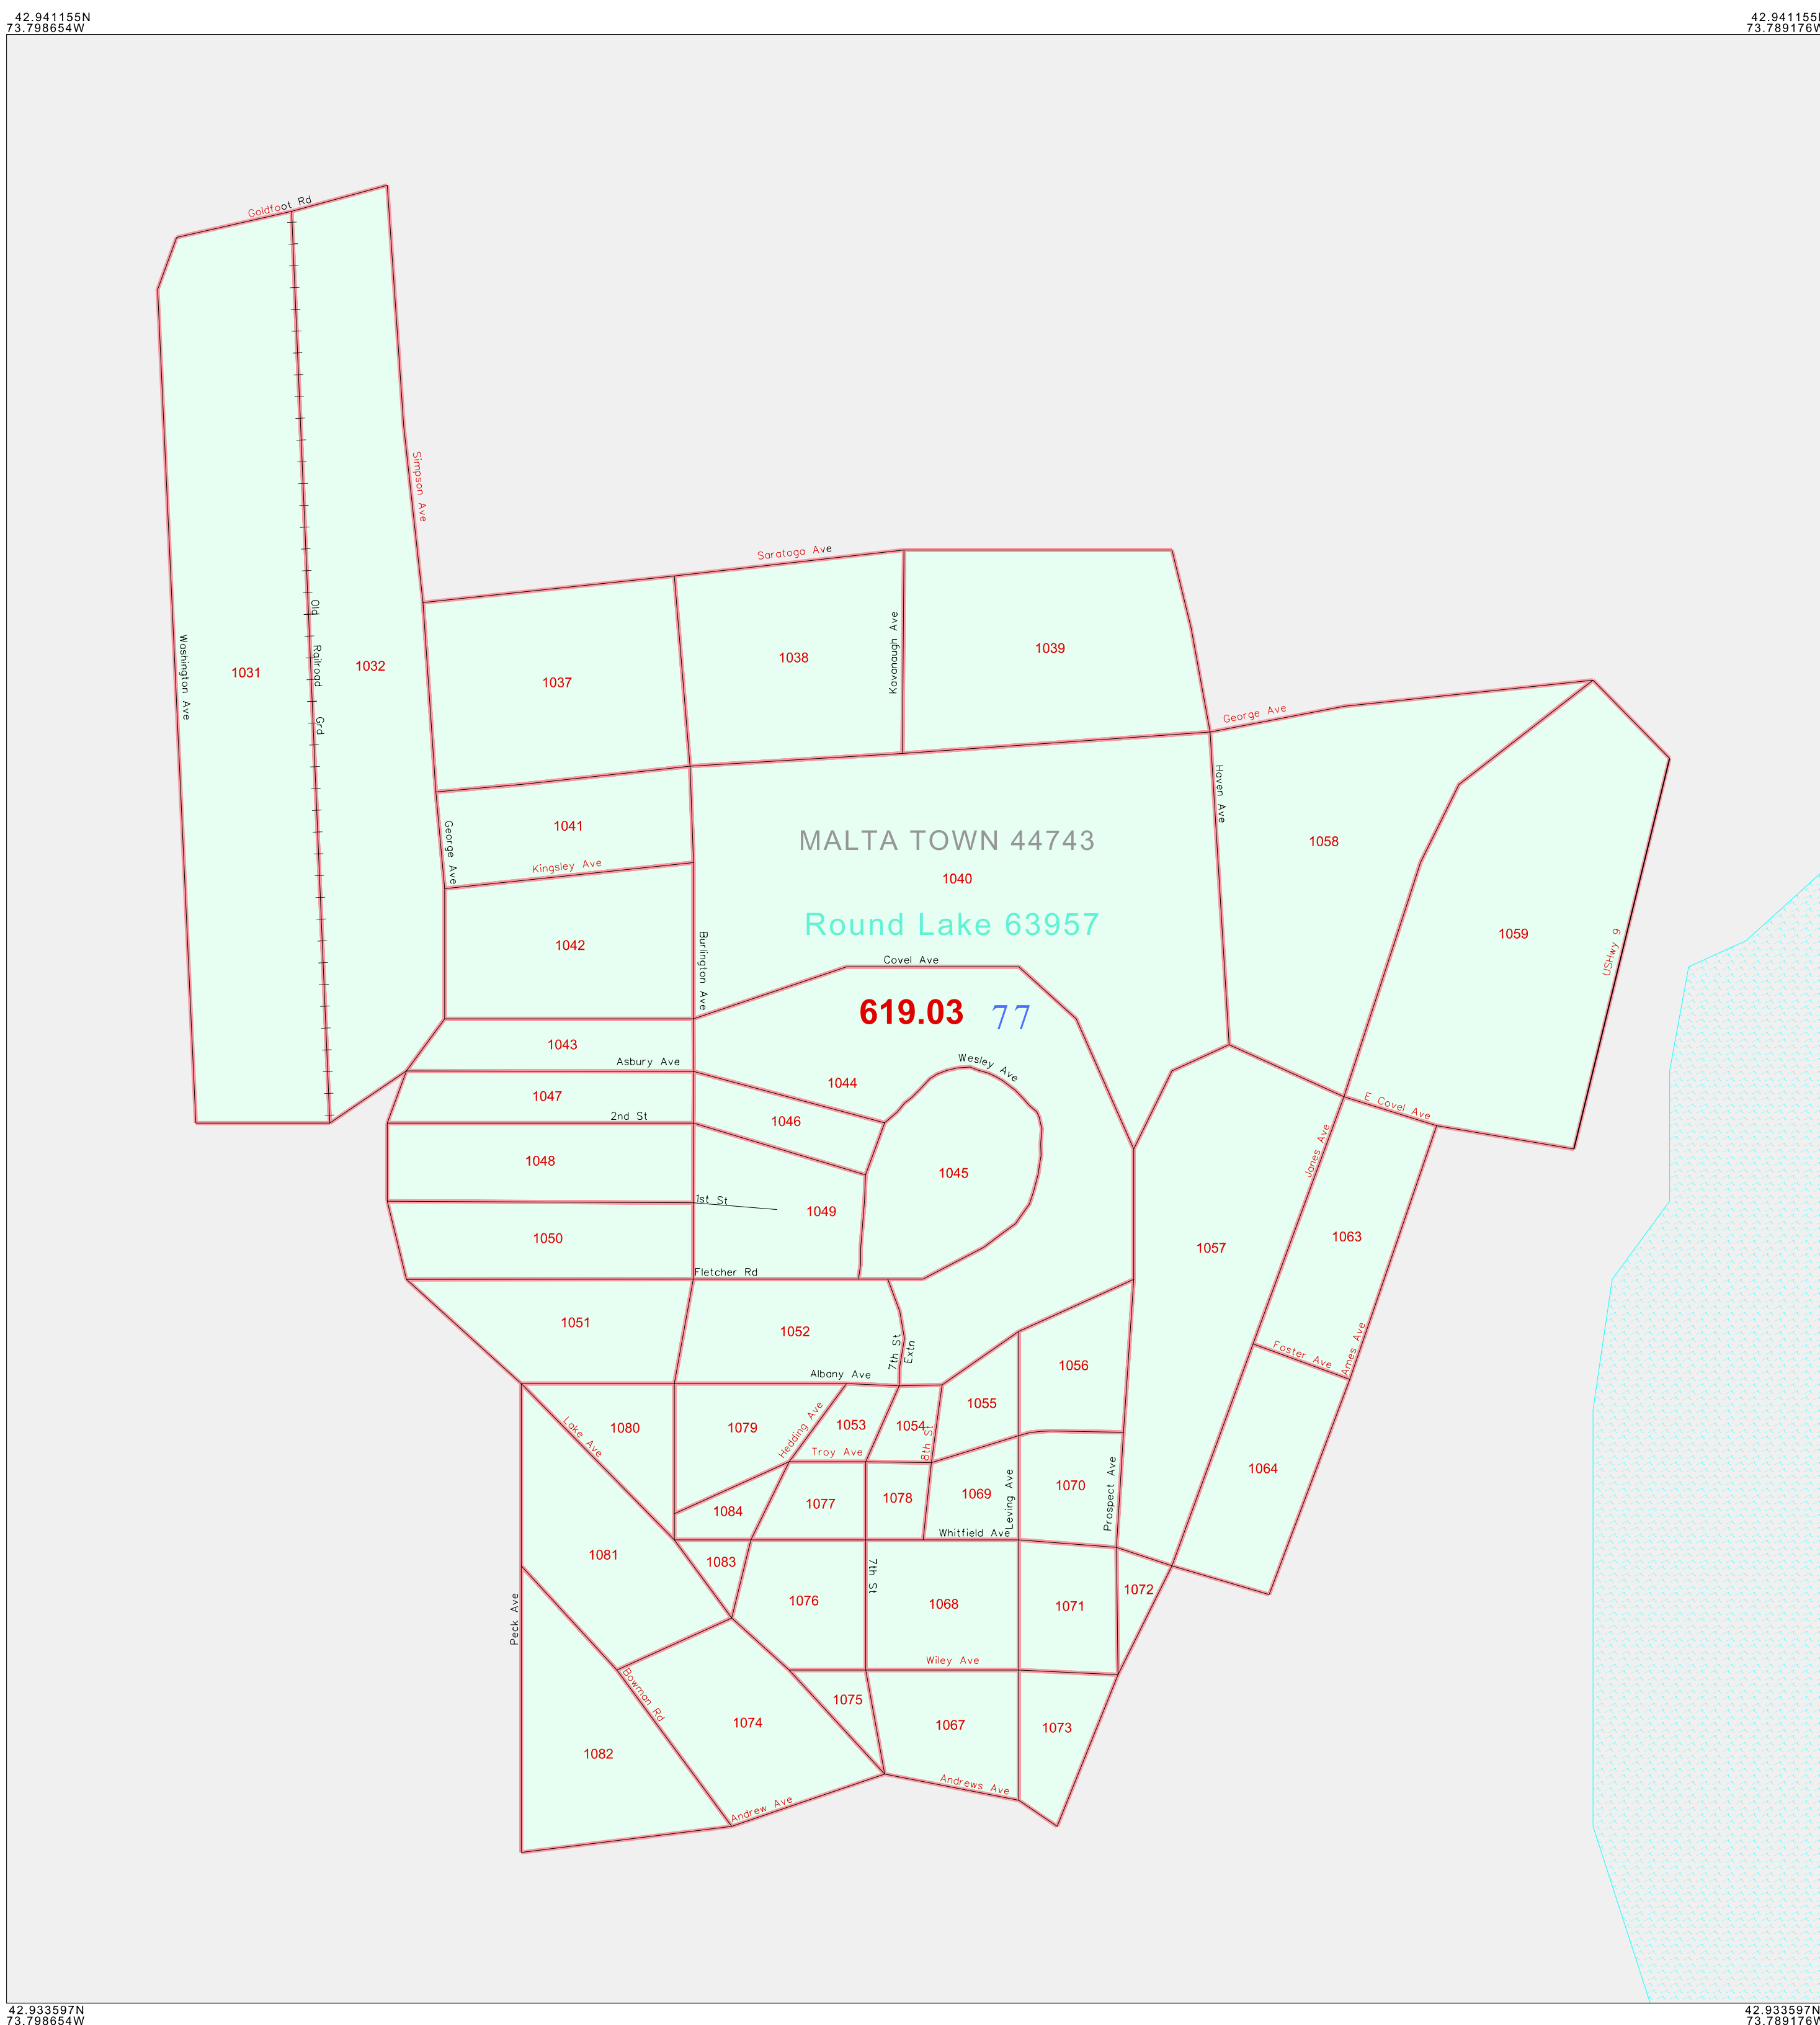 42.941155N
73.798654W
42.941155N
73.789176W
Goldfoot Rd
Simpson Ave
Saratoga Ave
Old Railroad Grd
Washington Ave
Kavanaugh Ave
1031
1032
1037
1038
1039
George Ave
Haven Ave
George Ave
1041
Kingsley Ave
MALTA TOWN 44743
1040
Round Lake 63957
1058
1059
USHwy 9
1042
Burlington Ave
Covel Ave
619.03
77
1043
Asbury Ave
Wesley Ave
1044
1047
2nd St
1046
E Covel Ave
Janes Ave
1048
1045
1st St
1049
1050
1057
1063
Fletcher Rd
1051
1052
7th St Extn
Foster Ave
Ames Ave
1056
Albany Ave
1055
Lake Ave
1080
1079
Hedding Ave
1053
1054
8th St
Troy Ave
1064
1084
1077
1078
1069
Leving Ave
1070
Prospect Ave
Whitfield Ave
1081
1083
7th St
1072
Peck Ave
1076
1068
1071
Wiley Ave
Bowman Rd
1075
1074
1067
1073
1082
Andrews Ave
Andrew Ave
42.933597N
73.798654W
42.933597N
73.789176W